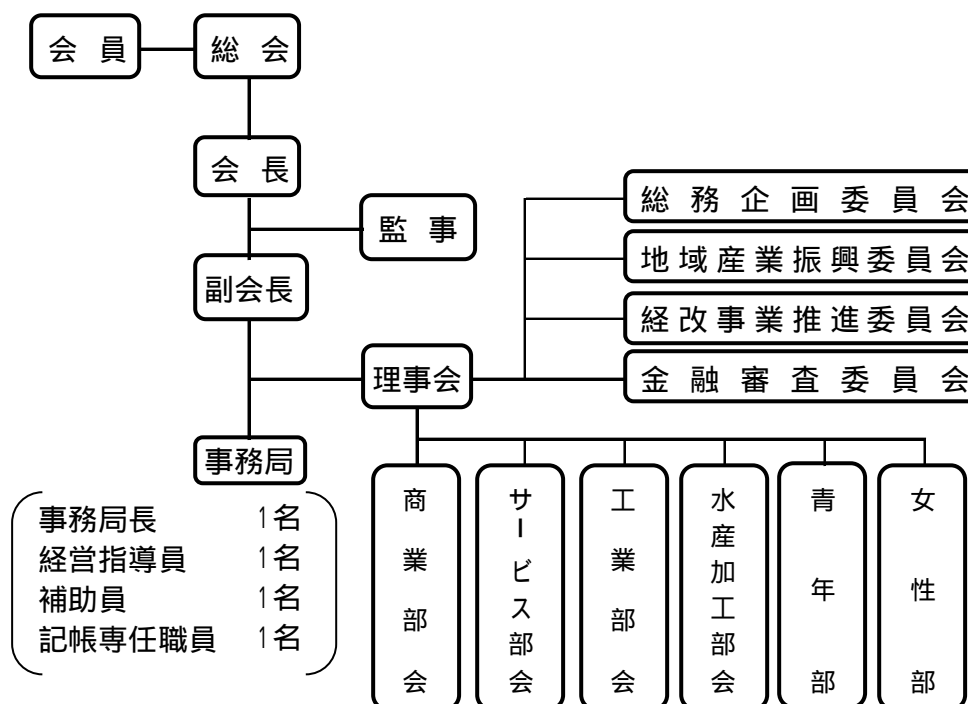 会員
総会
会長
監事
副会長
総務企画委員会
地域産業振興委員会
経改事業推進委員会
金融審査委員会
理事会
事務局
事務局長 1名
経営指導員 1名
補助員 1名
記帳専任職員 1名
商業部会
サービス部会
工業部会
水産加工部会
青年部
女性部